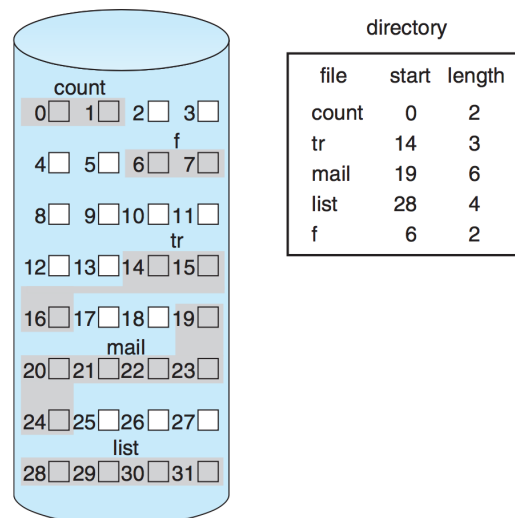 count
0 1 2 3
f
4 5 6 7
8 9 10 11
tr
12 13 14 15
16 17 18 19
mail
20 21 22 23
24 25 26 27
list
28 29 30 31
directory
file start length
count 0 2
tr 14 3
mail 19 6
list 28 4
f 6 2